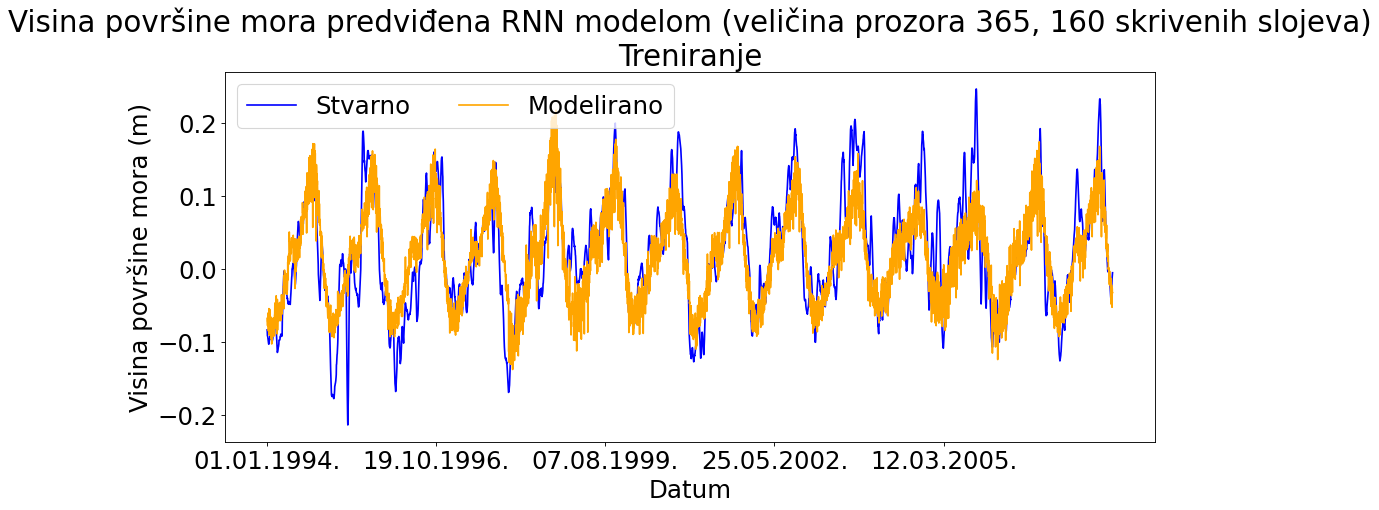 Visina površine mora predviđena RNN modelom (veličina prozora 365, 160 skrivenih slojeva)
Treniranje
Stvarno
Modelirano
Visina površine mora (m)
0.2
0.1
0.0
−0.1
−0.2
01.01.1994.
19.10.1996.
07.08.1999.
25.05.2002.
12.03.2005.
Datum